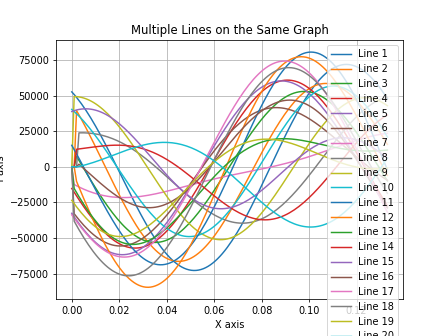 Multiple Lines on the Same Graph
75000
50000
25000
0
−25000
−50000
−75000
0.00
0.02
0.04
0.06
0.08
0.10
X axis
Line 1
Line 2
Line 3
Line 4
Line 5
Line 6
Line 7
Line 8
Line 9
Line 10
Line 11
Line 12
Line 13
Line 14
Line 15
Line 16
Line 17
Line 18
Line 19
Line 20